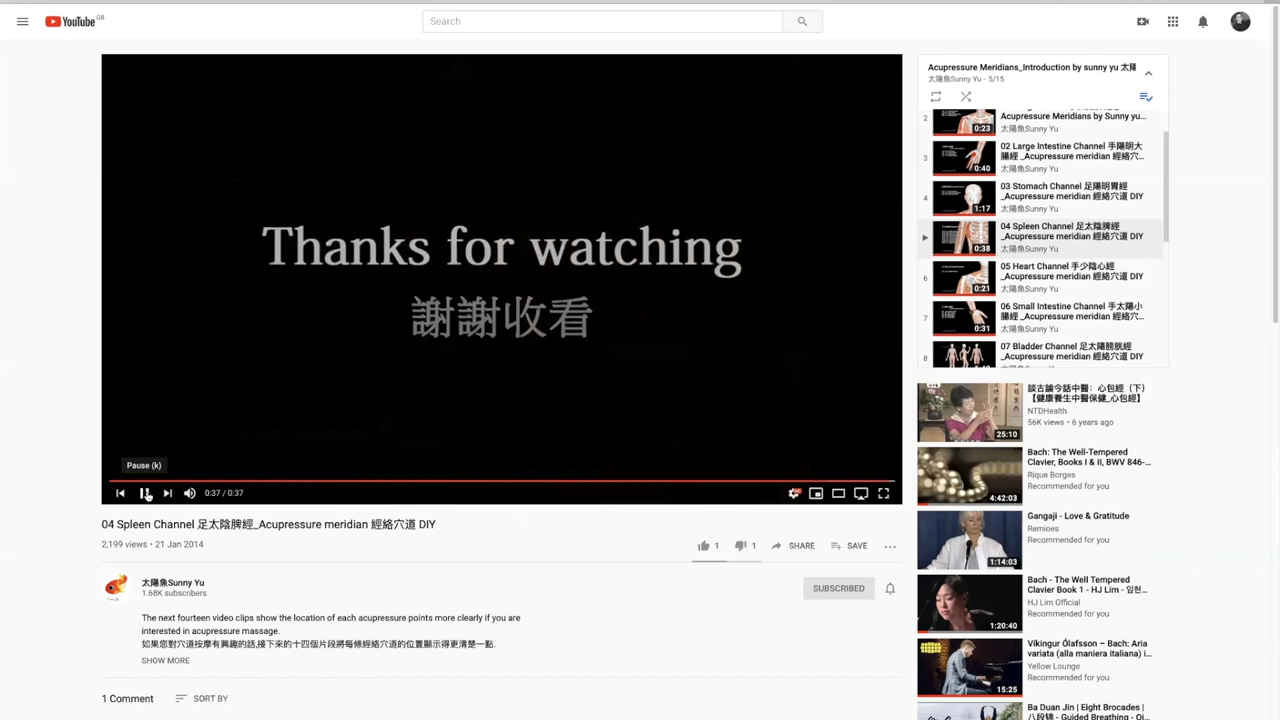 YouTube GB
Search
Acupressure Meridians_Introduction by sunny yu 太陽
太陽魚Sunny Yu - 5/15
2
Acupressure Meridians by Sunny yu...
太陽魚Sunny Yu
0:23
3
02 Large Intestine Channel 手陽明大
腸經 _Acupressure meridian 經絡穴...
太陽魚Sunny Yu
0:40
4
03 Stomach Channel 足陽明胃經
_Acupressure meridian 經絡穴道 DIY
太陽魚Sunny Yu
1:17
04 Spleen Channel 足太陰脾經
_Acupressure meridian 經絡穴道 DIY
太陽魚Sunny Yu
0:38
6
05 Heart Channel 手少陰心經
_Acupressure meridian 經絡穴道 DIY
太陽魚Sunny Yu
0:21
7
06 Small Intestine Channel 手太陽小
腸經 _Acupressure meridian 經絡穴...
太陽魚Sunny Yu
0:31
8
07 Bladder Channel 足太陽膀胱經
_Acupressure meridian 經絡穴道 DIY
Thanks for watching
謝謝收看
Pause (k)
0:37 / 0:37
04 Spleen Channel 足太陰脾經_Acupressure meridian 經絡穴道 DIY
2,199 views • 21 Jan 2014
1
1
SHARE
SAVE
太陽魚Sunny Yu
1.68K subscribers
SUBSCRIBED
The next fourteen video clips show the location of each acupressure points more clearly if you are
interested in acupressure massage.
如果您對穴道按摩有興趣的話,接下來的十四個片段將每條經絡穴道的位置顯示得更清楚一點.
SHOW MORE
1 Comment
SORT BY
談古論今話中醫：心包經（下）
【健康養生中醫保健_心包經】
NTDHealth
56K views • 6 years ago
25:10
Bach: The Well-Tempered
Clavier, Books I & II, BWV 846-...
Rique Borges
Recommended for you
4:42:03
Gangaji - Love & Gratitude
Remioes
Recommended for you
1:14:03
Bach - The Well Tempered
Clavier Book 1 - HJ Lim - 임현...
HJ Lim Official
Recommended for you
1:20:40
Víkingur Ólafsson – Bach: Aria
variata (alla maniera italiana) i...
Yellow Lounge
Recommended for you
15:25
Ba Duan Jin | Eight Brocades |
八段錦 - Guided Breathing - Qi...